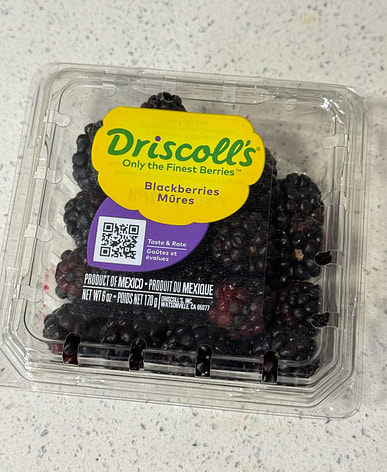 Driscoll's®
Only the Finest Berries™
Blackberries
Mûres
Taste & Rate
Goûtez et
évaluez
PRODUCT OF MEXICO • PRODUIT DU MEXIQUE
NET WT 6 oz • POIDS NET 170 g
DRISCOLL'S, INC.
WATSONVILLE, CA 95077